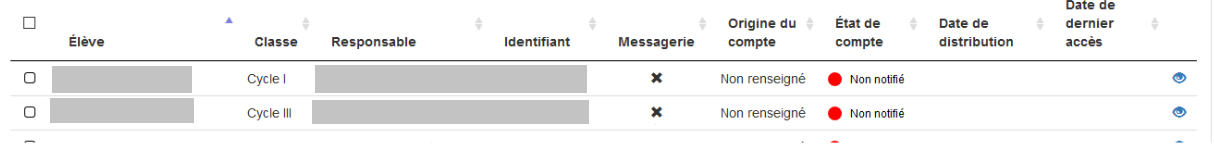 Élève Classe Responsable Identifiant Messagerie Origine du compte État de compte Date de distribution Date de dernier accès
Cycle I Non renseigné Non notifié
Cycle III Non renseigné Non notifié